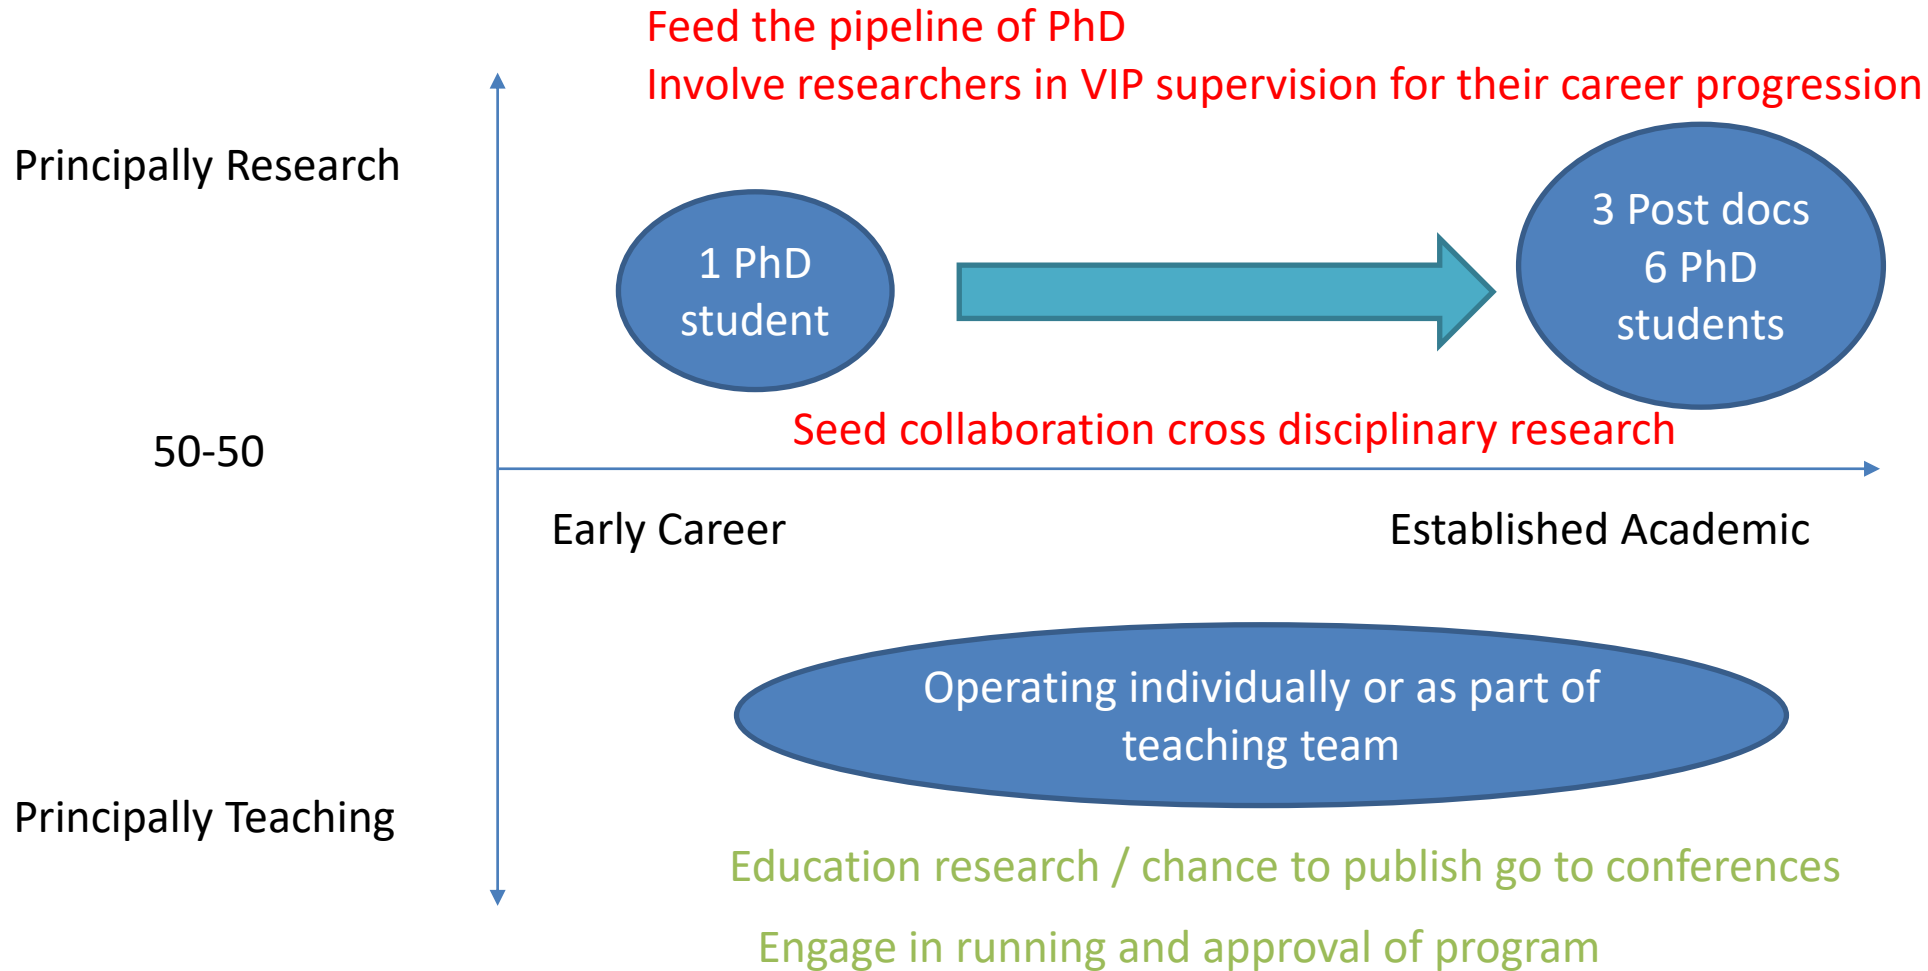 Feed the pipeline of PhD
Involve researchers in VIP supervision for their career progression
Principally Research
1 PhD
student
3 Post docs
6 PhD
students
Seed collaboration cross disciplinary research
50-50
Early Career
Established Academic
Operating individually or as part of
teaching team
Principally Teaching
Education research / chance to publish go to conferences
Engage in running and approval of program